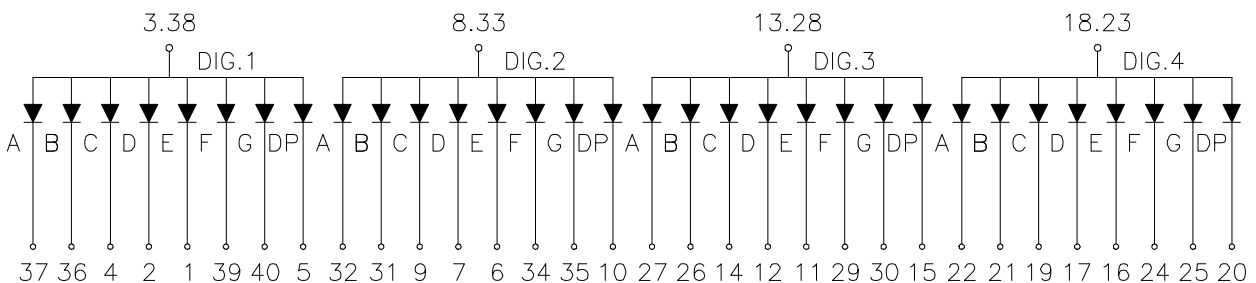 3.38 8.33 13.28 18.23
DIG.1 DIG.2 DIG.3 DIG.4
A B C D E F G DP A B C D E F G DP A B C D E F G DP A B C D E F G DP
37 36 4 2 1 39 40 5 32 31 9 7 6 34 35 10 27 26 14 12 11 29 30 15 22 21 19 17 16 24 25 20